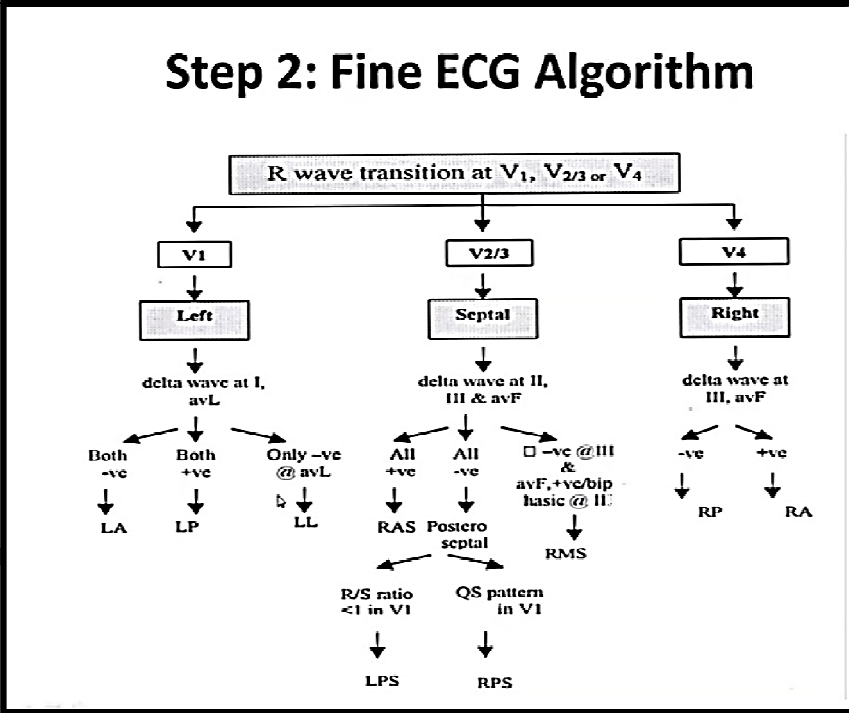 Step 2: Fine ECG Algorithm
R wave transition at V1, V2/3 or V4
V1
V2/3
V4
Left
Septal
Right
delta wave at I,
avL
delta wave at II,
III & avF
delta wave at
III, avF
Both
-ve
Both
+ve
Only –ve
@ avL
All
+ve
All
-ve
□ –ve @III
&
avF,+ve/bip
hasic @ II
-ve
+ve
LA
LP
LL
RAS
Postero
septal
RMS
RP
RA
R/S ratio
<1 in V1
QS pattern
in V1
LPS
RPS